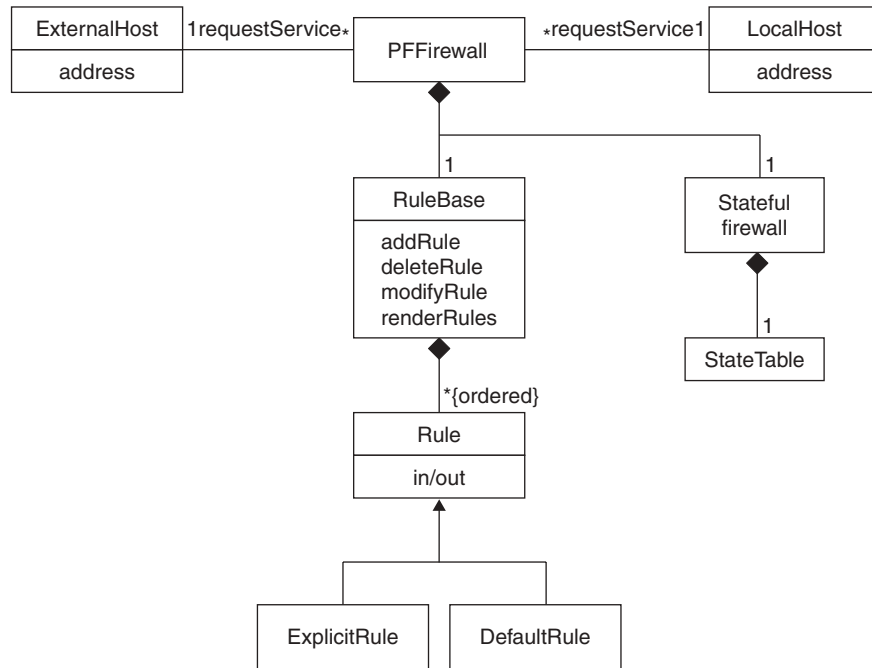 ExternalHost
address
1requestService*
PFFirewall
*requestService1
LocalHost
address
1
1
RuleBase
addRule
deleteRule
modifyRule
renderRules
Stateful
firewall
1
StateTable
*{ordered}
Rule
in/out
ExplicitRule
DefaultRule